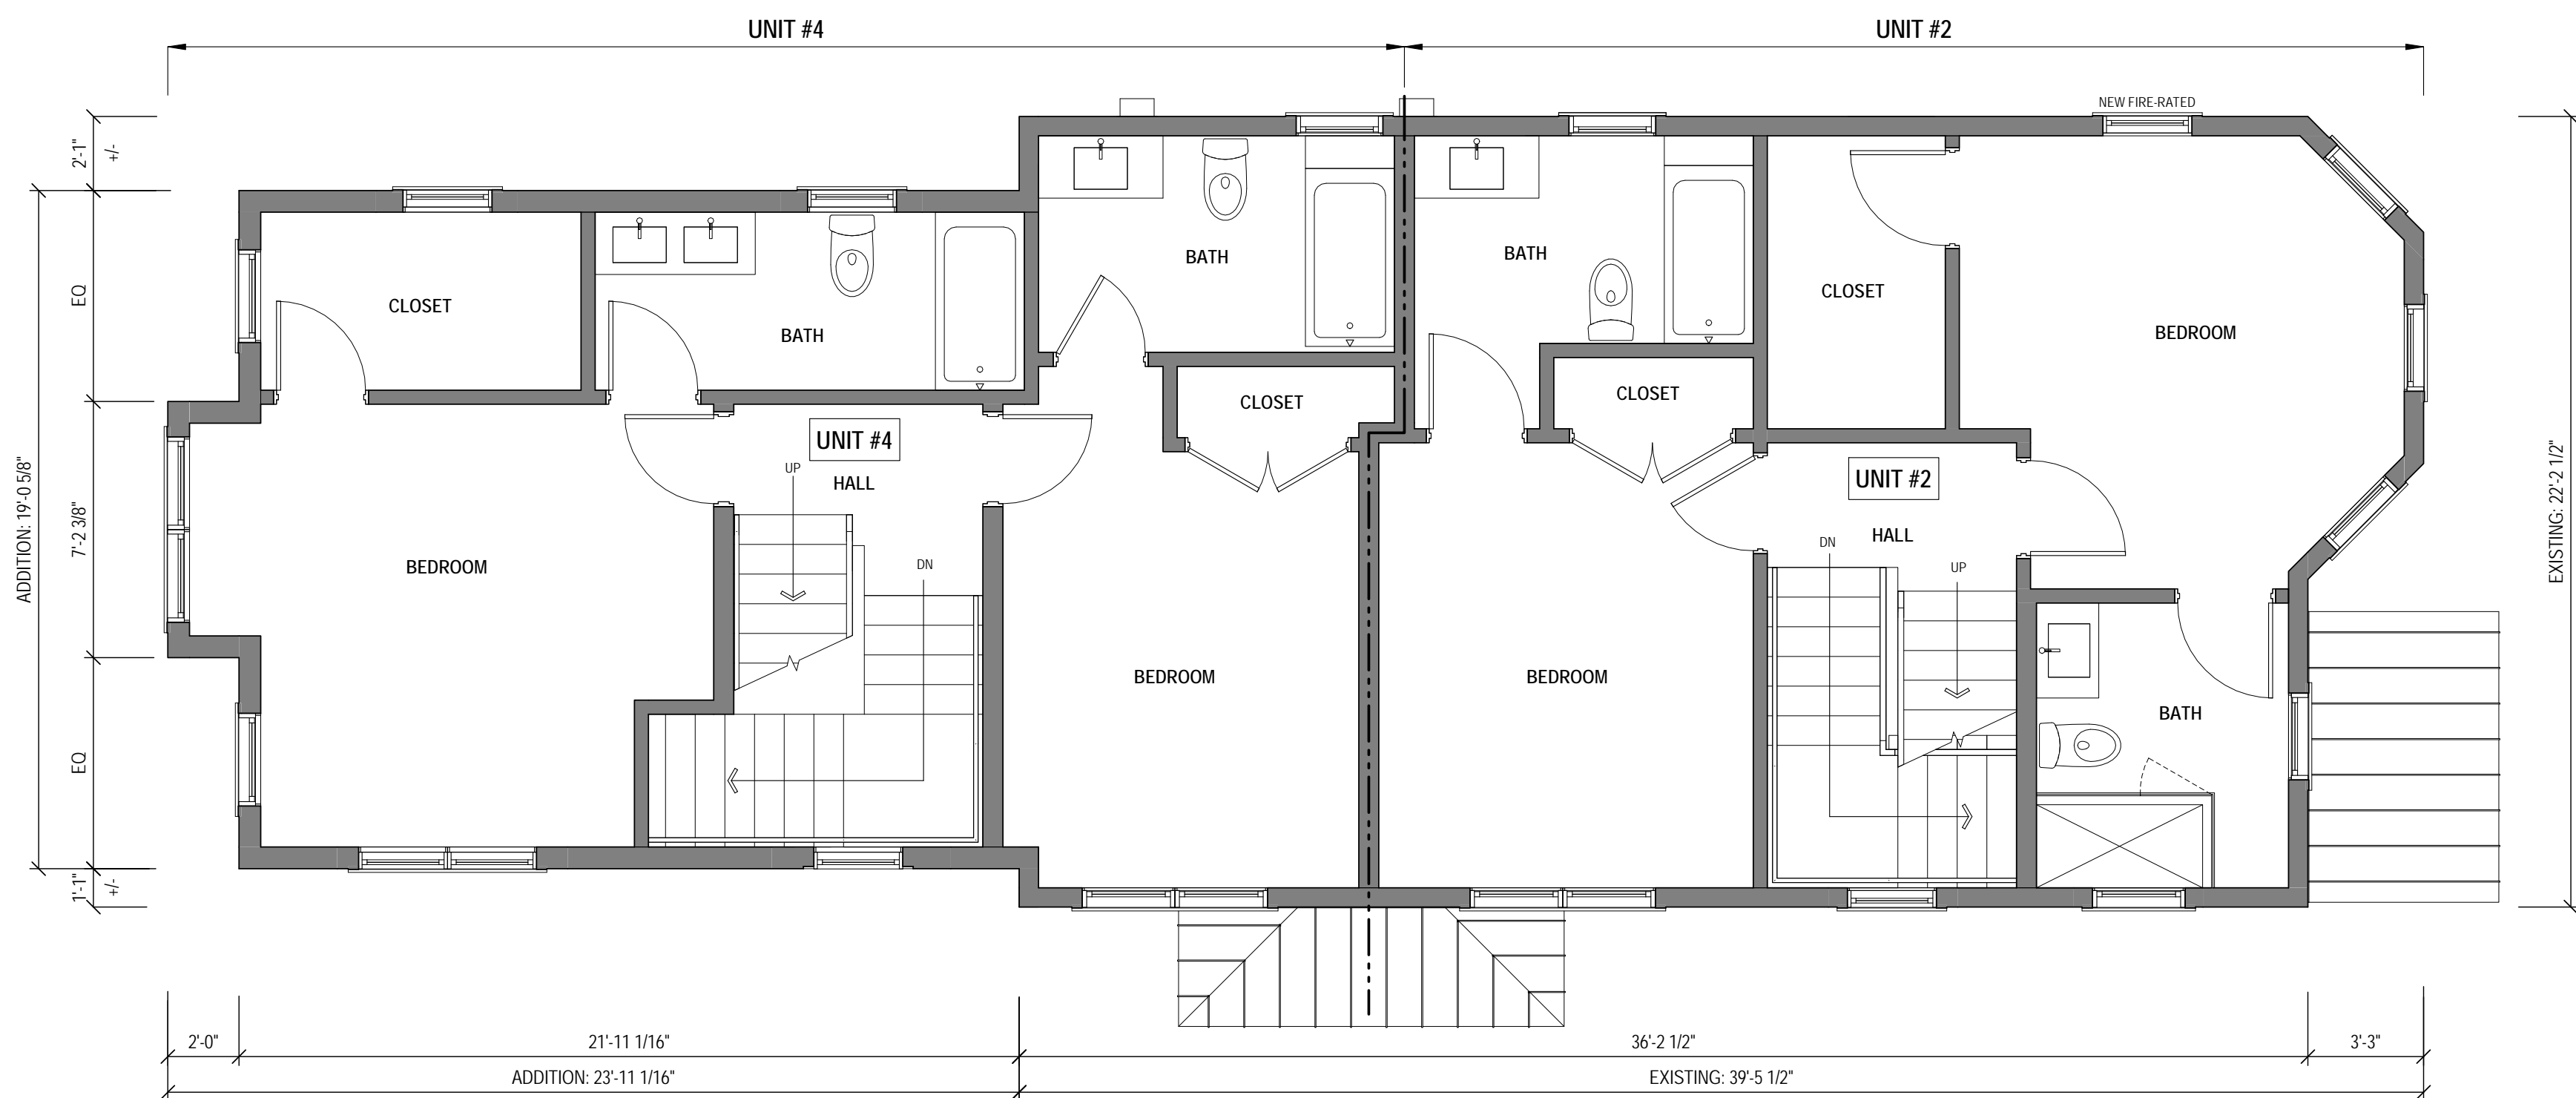 UNIT #4
UNIT #2
NEW FIRE-RATED
2'-1"
+/-
BATH
BATH
CLOSET
CLOSET
EQ
CLOSET
BATH
BEDROOM
CLOSET
CLOSET
UNIT #4
UP
HALL
UNIT #2
ADDITION: 19'-0 5/8"
7'-2 3/8"
EXISTING: 22'-2 1/2"
DN
HALL
BEDROOM
DN
UP
BEDROOM
BEDROOM
BATH
EQ
1'-1"
+/-
2'-0"
21'-11 1/16"
36'-2 1/2"
3'-3"
ADDITION: 23'-11 1/16"
EXISTING: 39'-5 1/2"